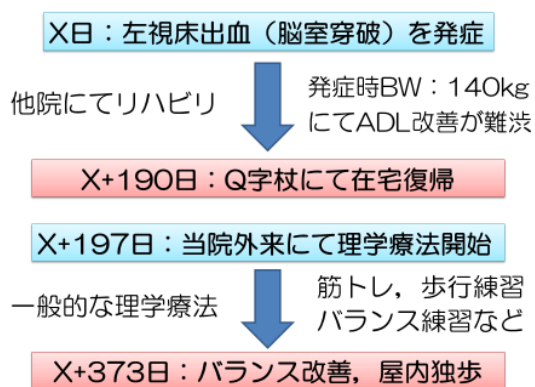 X日：左視床出血（脳室穿破）を発症
他院にてリハビリ
発症時BW：140kg
にてADL改善が難渋
X+190日：Q字杖にて在宅復帰
X+197日：当院外来にて理学療法開始
一般的な理学療法
筋トレ，歩行練習
バランス練習など
X+373日：バランス改善，屋内独歩